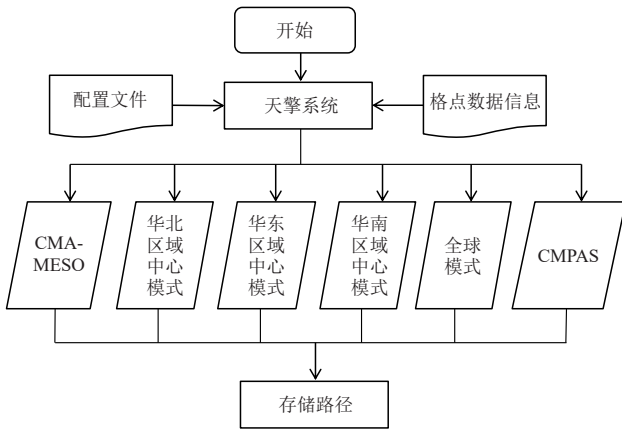 开始
配置文件
天擎系统
格点数据信息
CMA-
MESO
华北
区域
中心
模式
华东
区域
中心
模式
华南
区域
中心
模式
全球
模式
CMPAS
存储路径